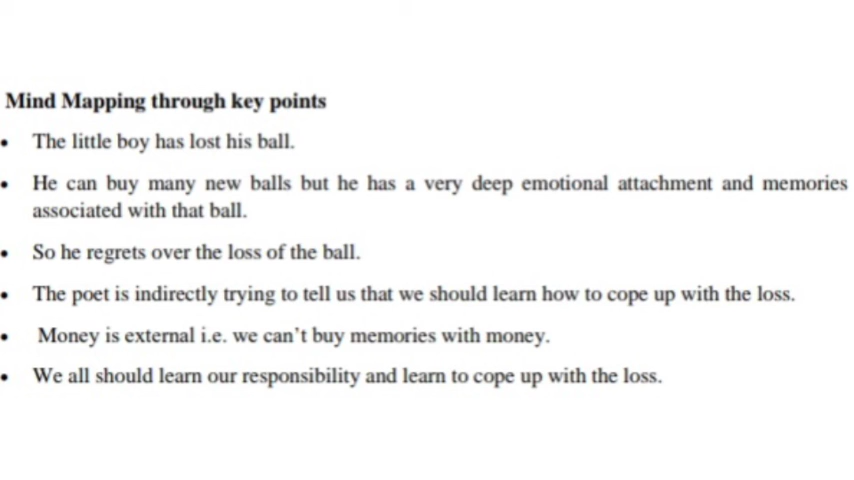 Mind Mapping through key points
• The little boy has lost his ball.
• He can buy many new balls but he has a very deep emotional attachment and memories
associated with that ball.
• So he regrets over the loss of the ball.
• The poet is indirectly trying to tell us that we should learn how to cope up with the loss.
• Money is external i.e. we can't buy memories with money.
• We all should learn our responsibility and learn to cope up with the loss.